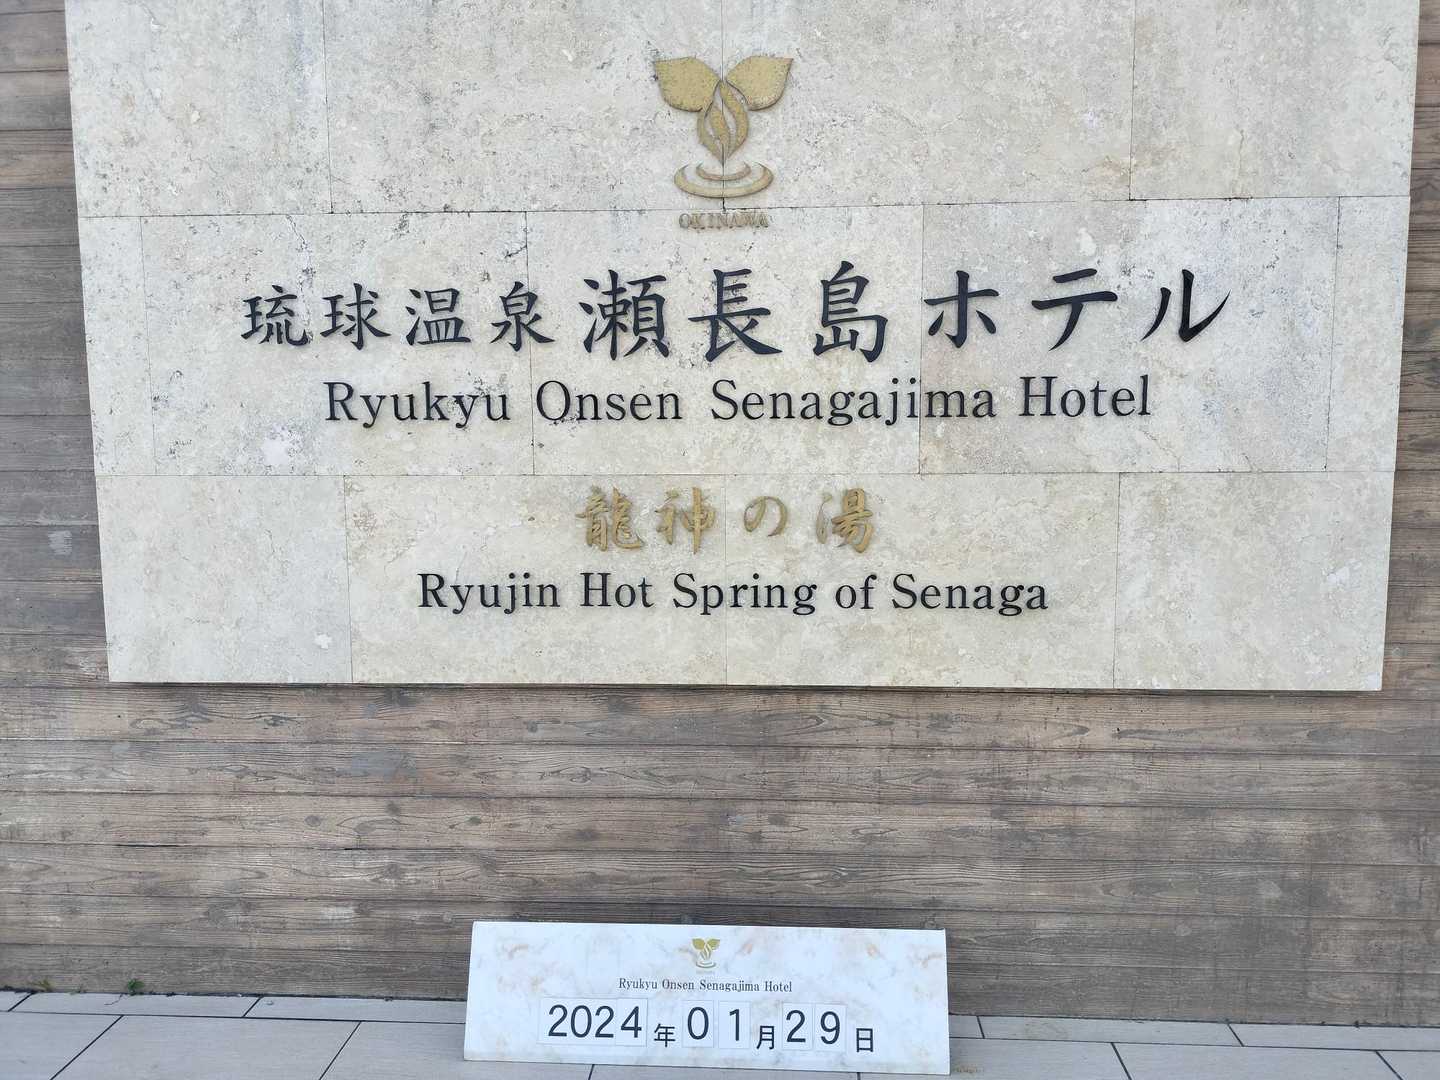 OKINAWA
琉球温泉瀬長島ホテル
Ryukyu Onsen Senagajima Hotel
龍神の湯
Ryujin Hot Spring of Senaga
Ryukyu Onsen Senagajima Hotel
2024年01月29日